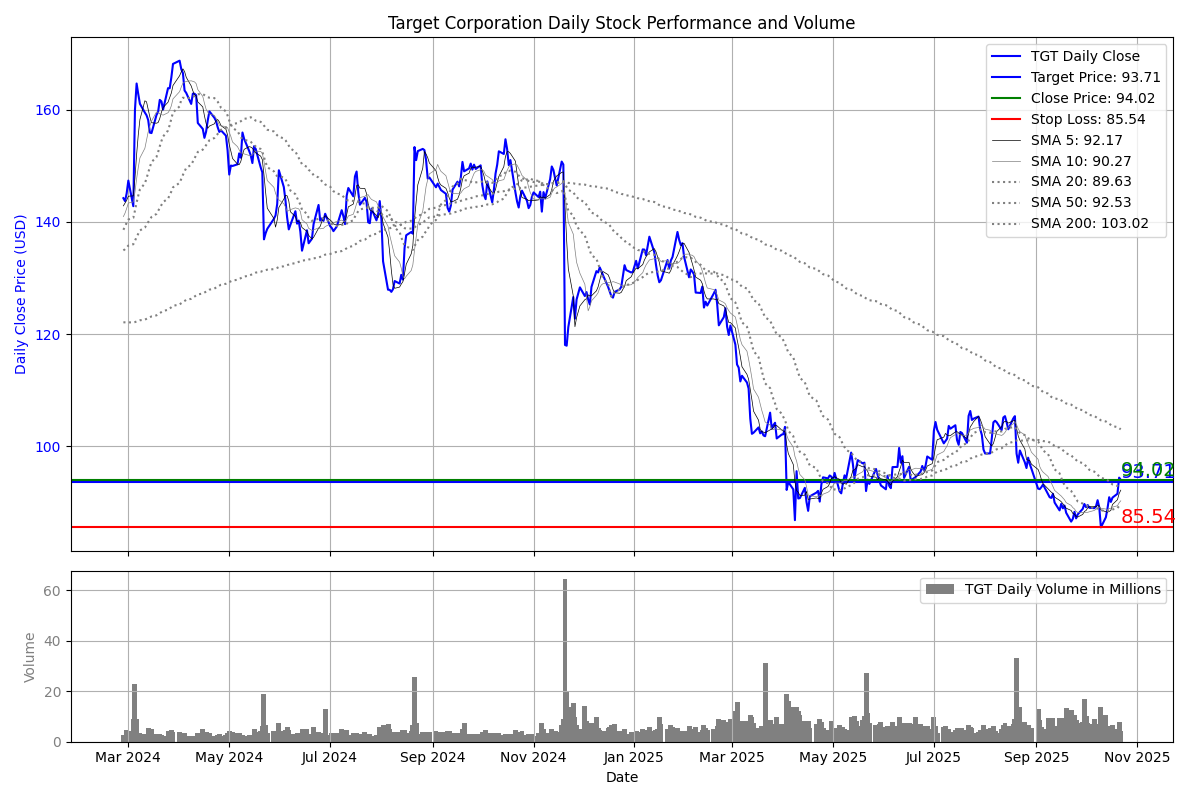 Target Corporation Daily Stock Performance and Volume
Daily Close Price (USD)
160
140
120
100
TGT Daily Close
Target Price: 93.71
Close Price: 94.02
Stop Loss: 85.54
SMA 5: 92.17
SMA 10: 90.27
SMA 20: 89.63
SMA 50: 92.53
SMA 200: 103.02
94.02
93.71
85.54
Volume
60
40
20
0
TGT Daily Volume in Millions
Mar 2024
May 2024
Jul 2024
Sep 2024
Nov 2024
Jan 2025
Mar 2025
May 2025
Jul 2025
Sep 2025
Nov 2025
Date